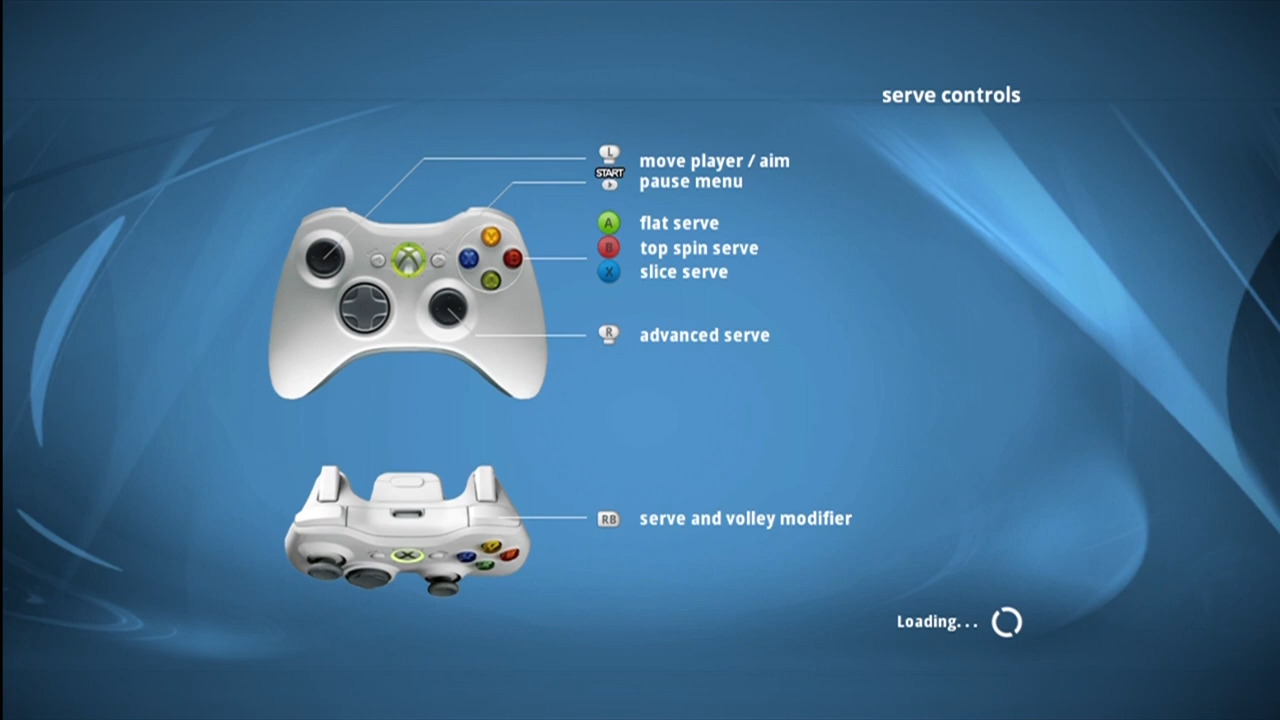 serve controls
L move player / aim
START pause menu
A flat serve
B top spin serve
X slice serve
R advanced serve
RB serve and volley modifier
Loading...